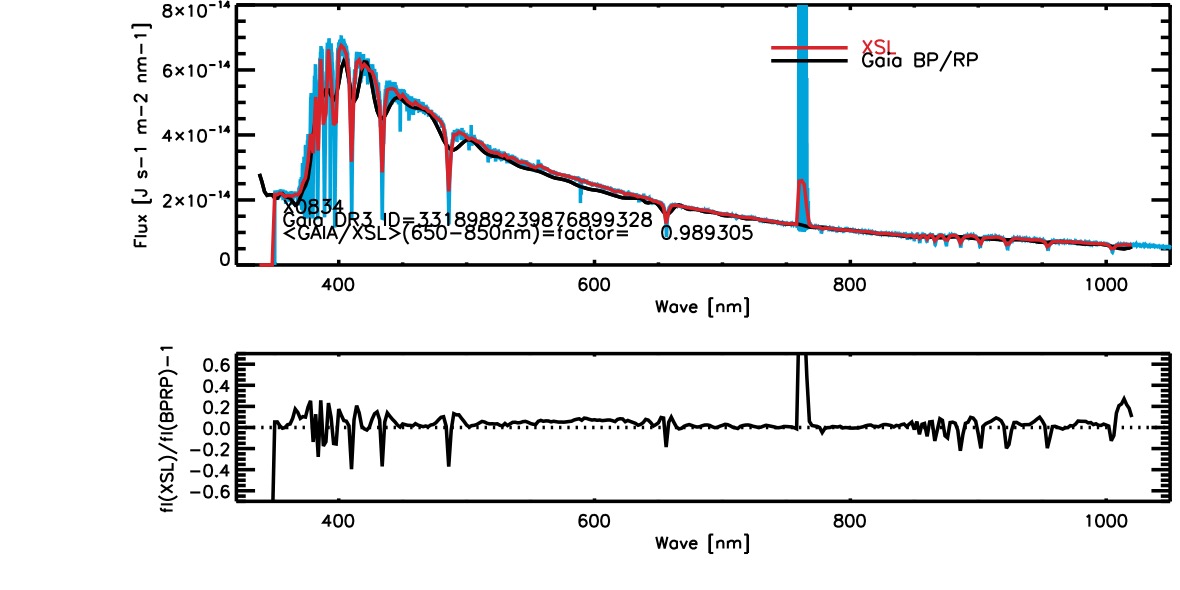 8×10⁻¹⁴
6×10⁻¹⁴
4×10⁻¹⁴
2×10⁻¹⁴
0
Flux [J s−1 m−2 nm−1]
XSL
Gaia BP/RP
X0834
Gaia DR3 ID=3318989239876899328
<GAIA/XSL>(650−850nm)=factor= 0.989305
400 600 800 1000
Wave [nm]
0.6
0.4
0.2
0.0
−0.2
−0.4
−0.6
fl(XSL)/fl(BPRP)−1
400 600 800 1000
Wave [nm]